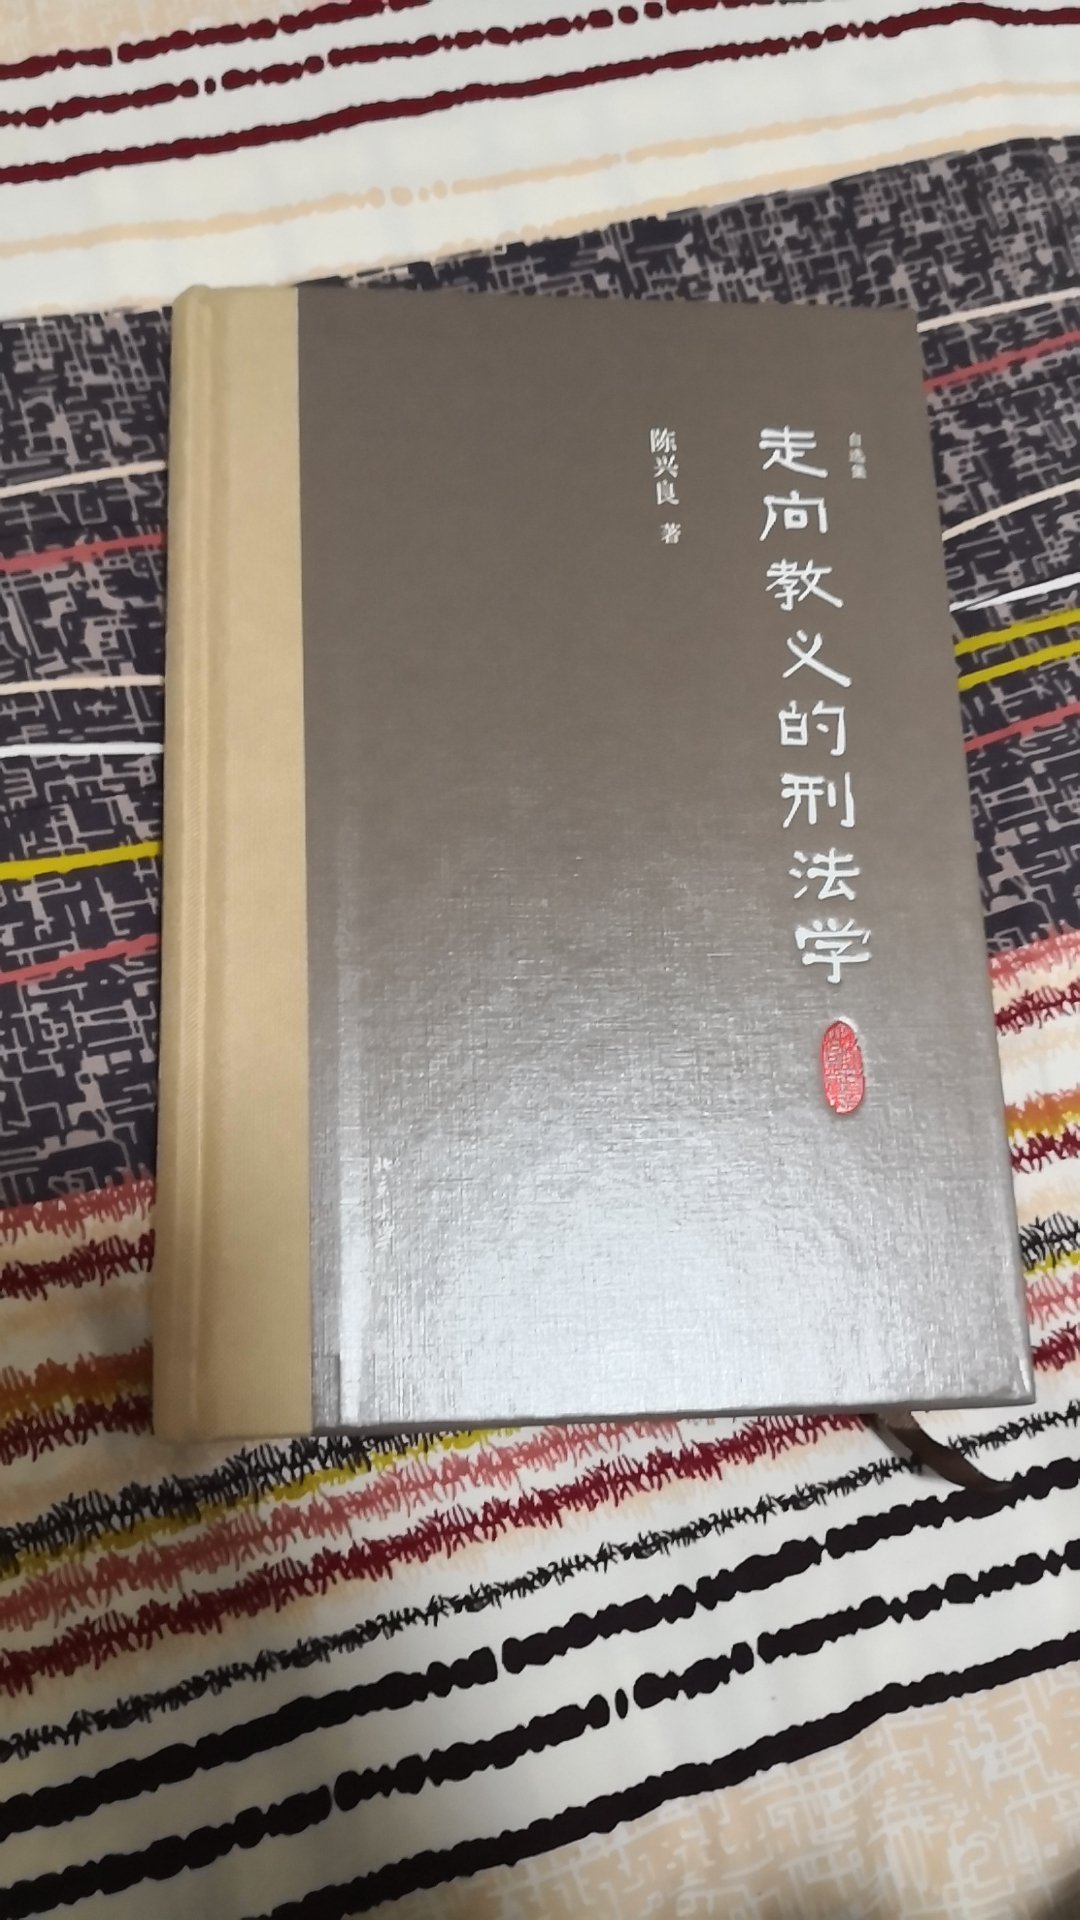 自选集
走向教义的刑法学
陈兴良 著